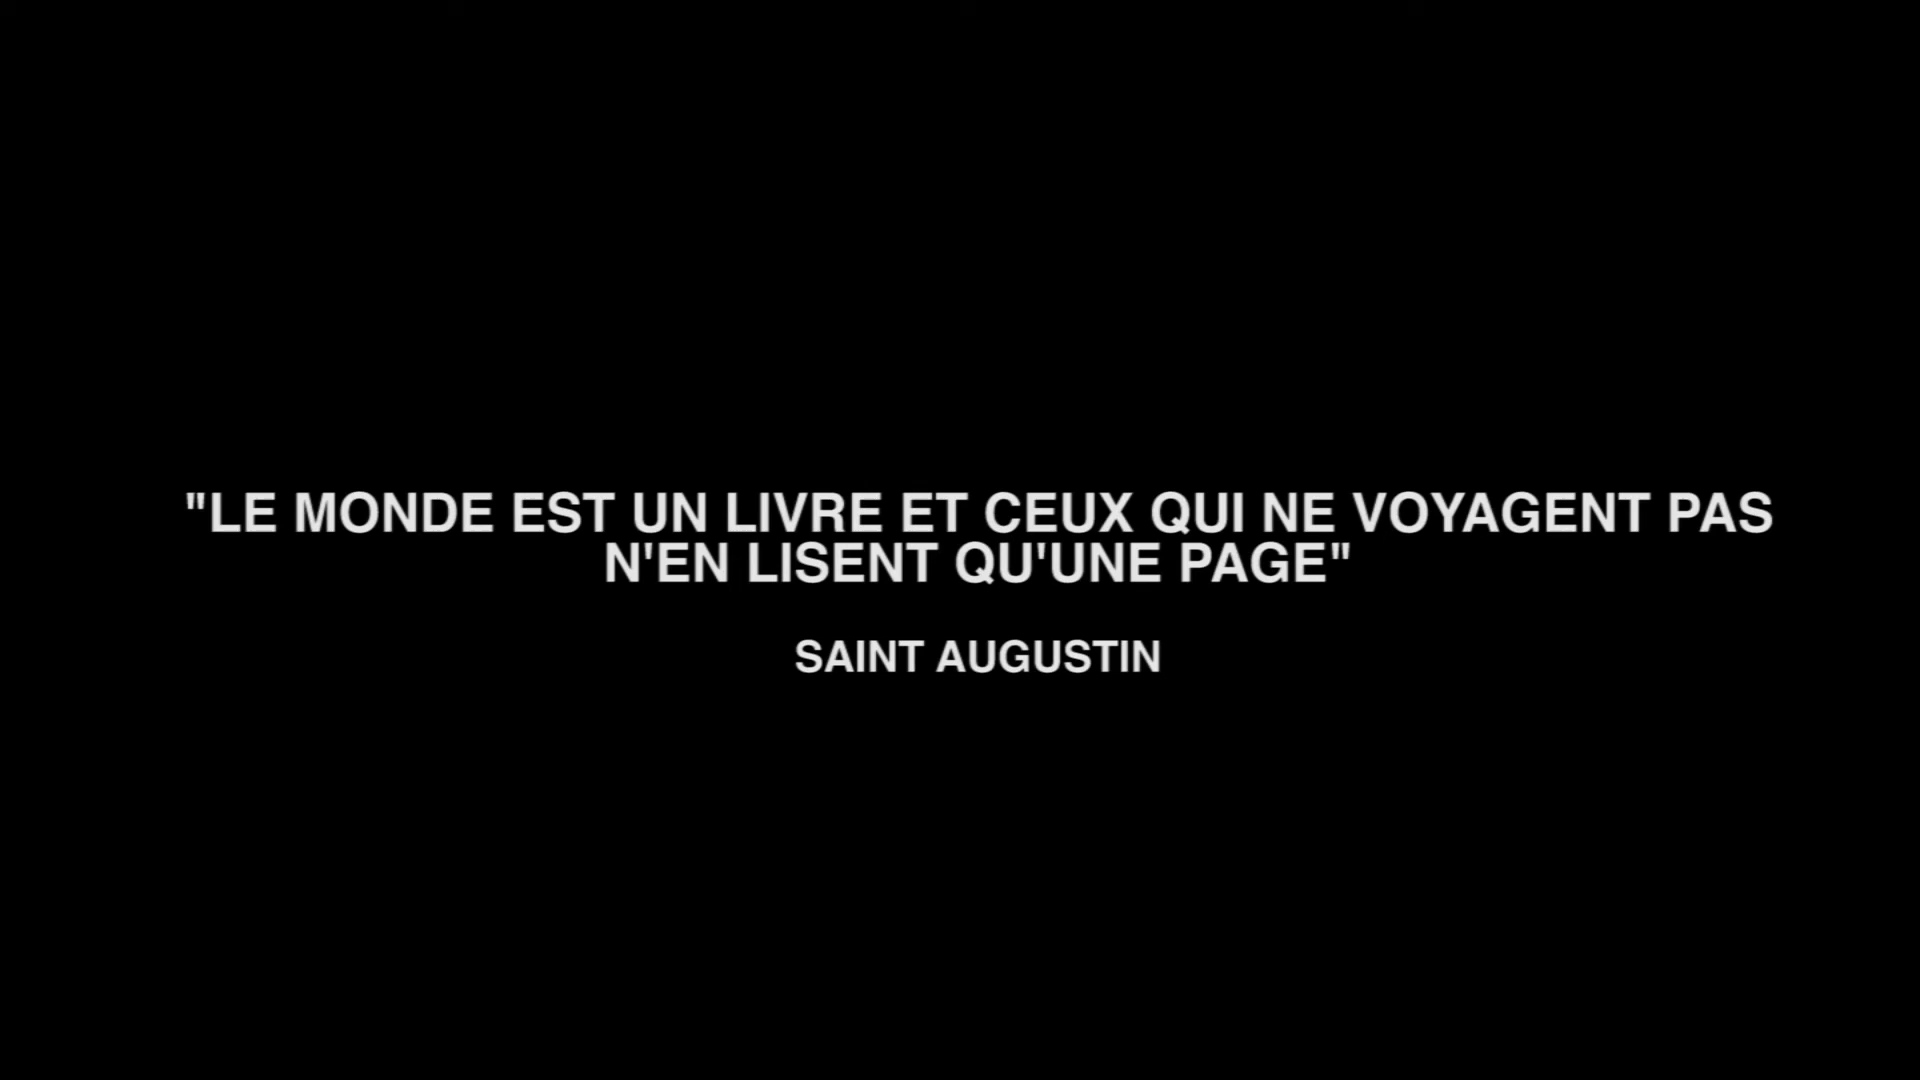 "LE MONDE EST UN LIVRE ET CEUX QUI NE VOYAGENT PAS
N'EN LISENT QU'UNE PAGE"
SAINT AUGUSTIN